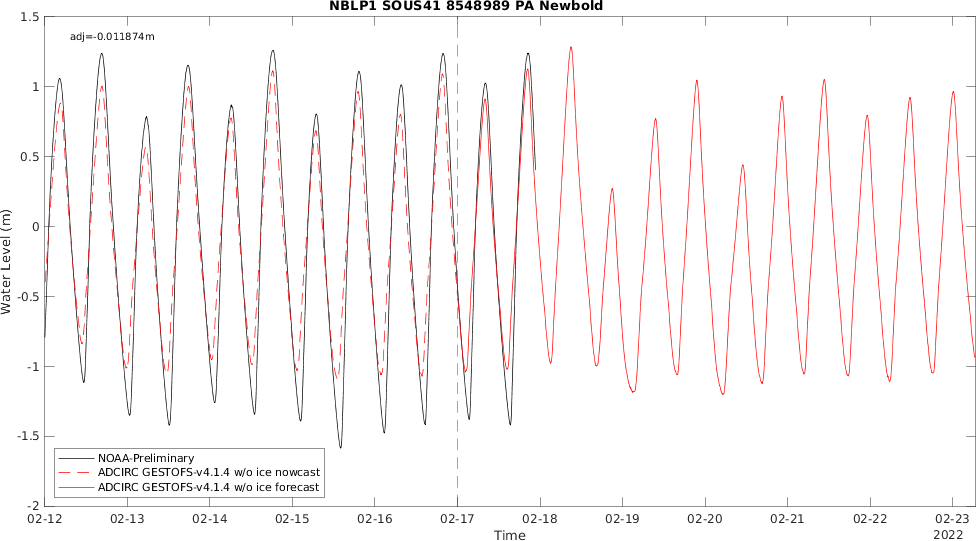 NBLP1 SOUS41 8548989 PA Newbold
adj=-0.011874m
1.5
1
0.5
0
-0.5
-1
-1.5
-2
Water Level (m)
NOAA-Preliminary
ADCIRC GESTOFS-v4.1.4 w/o ice nowcast
ADCIRC GESTOFS-v4.1.4 w/o ice forecast
02-12 02-13 02-14 02-15 02-16 02-17 02-18 02-19 02-20 02-21 02-22 02-23
2022
Time